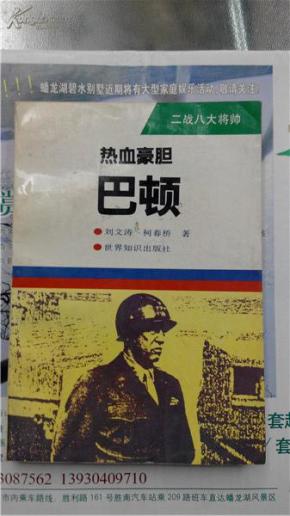 !!!蟠龙湖碧水别墅近期将有大型家庭娱乐活动,敬请关注!
二战八大将帅
热血豪胆
巴顿
●刘文涛 柯春桥 著
●世界知识出版社
3087562 13930409710
市内乘车路线:胜利路161号胜南汽车站乘209路班车直达蟠龙湖风景区